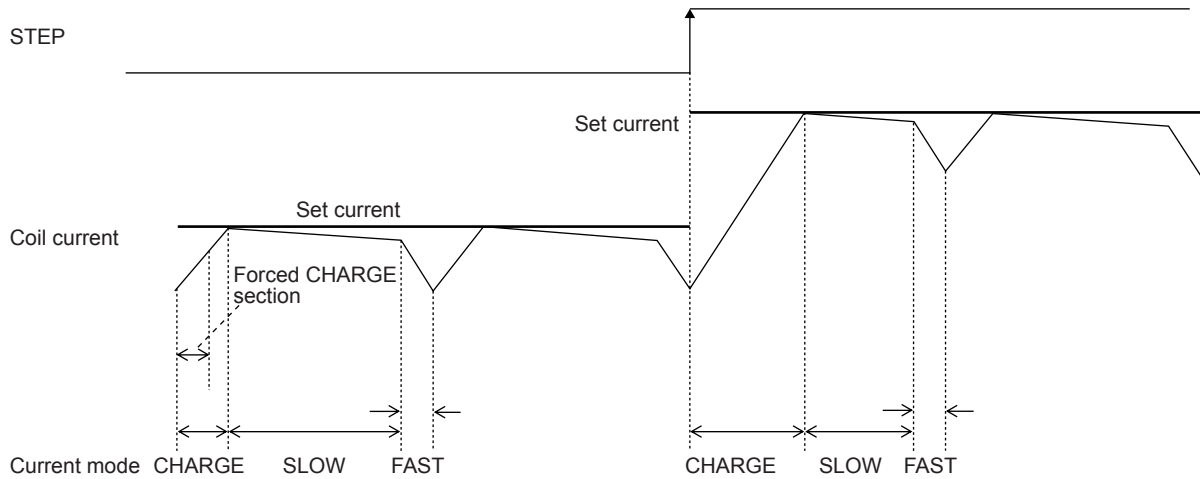 STEP
Set current
Set current
Coil current
Forced CHARGE
section
Current mode CHARGE SLOW FAST CHARGE SLOW FAST